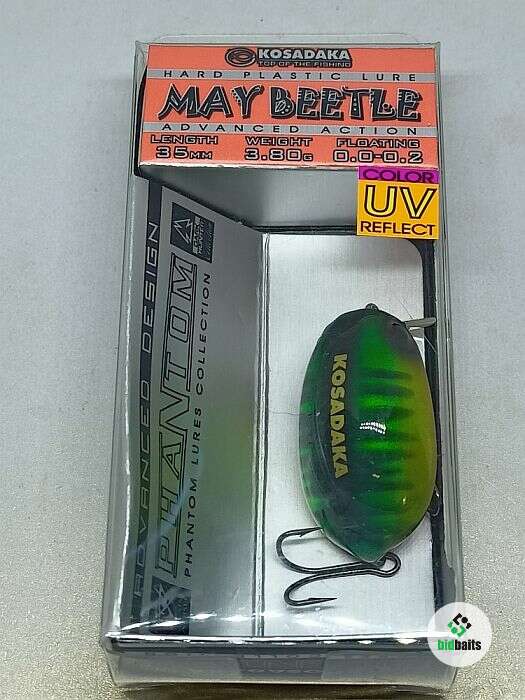 KOSADAKA
TOP OF THE FISHING
HARD PLASTIC LURE
MAY BEETLE
ADVANCED ACTION
LENGTH WEIGHT FLOATING
35MM 3.80G 0.0-0.2
COLOR
UV
REFLECT
ADVANCED DESIGN
PHANTOM
PHANTOM LURES COLLECTION
KOSADAKA
bidbaits